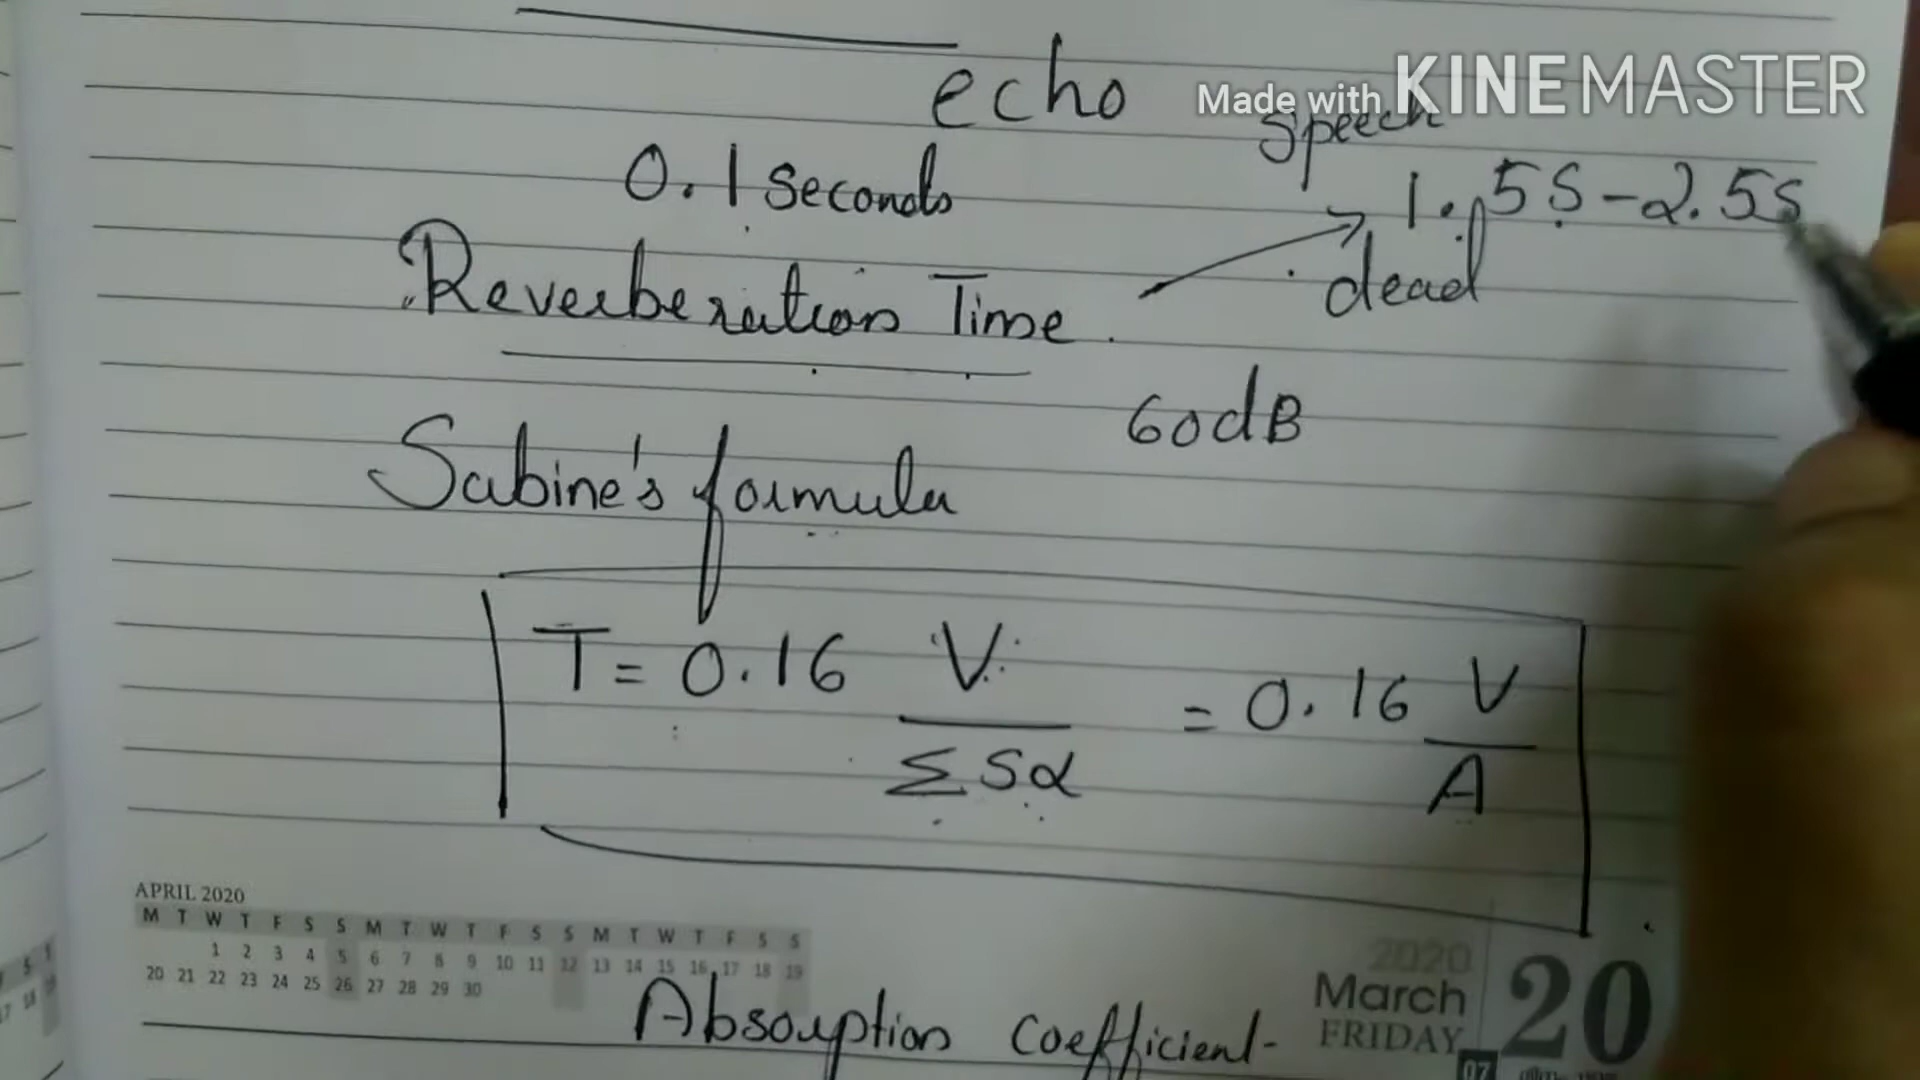 echo
Made with KINEMASTER
Speech
0.1 seconds
1.5S-2.5S
Reverberation Time
dead
60dB
Sabine's formula
T = 0.16 V / ΣSα = 0.16 V / A
APRIL 2020
M T W T F S S M T W T F S S M T W T F S S
1 2 3 4 5 6 7 8 9 10 11 12 13 14 15 16 17 18 19
20 21 22 23 24 25 26 27 28 29 30
2020
March
FRIDAY
20
07
Absorption coefficient-